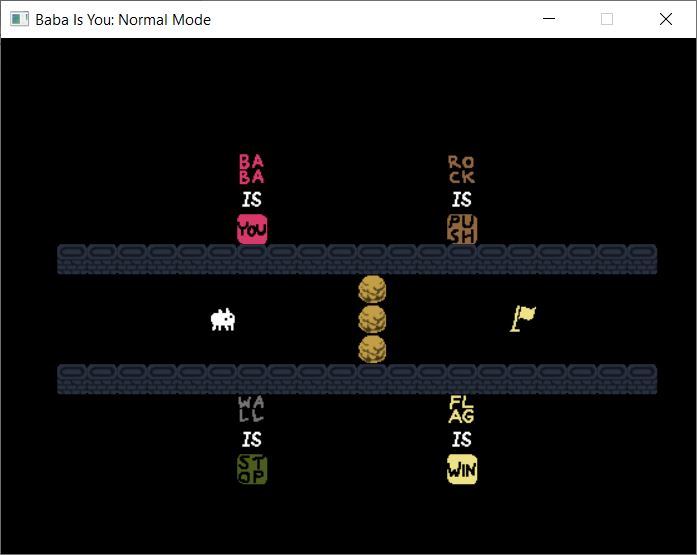 Baba Is You: Normal Mode
BA
BA
IS
YOU
RO
CK
IS
PU
SH
WA
LL
IS
ST
OP
FL
AG
IS
WIN